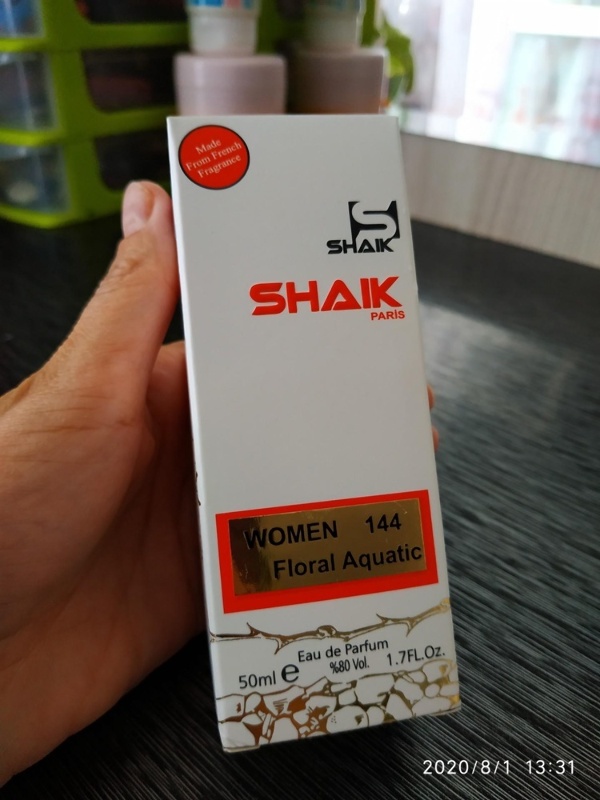 Made
From French
Fragrance
S
SHAIK
SHAIK
PARİS
WOMEN 144
Floral Aquatic
Eau de Parfum
50ml e %80 Vol. 1.7FL.Oz.
2020/8/1 13:31